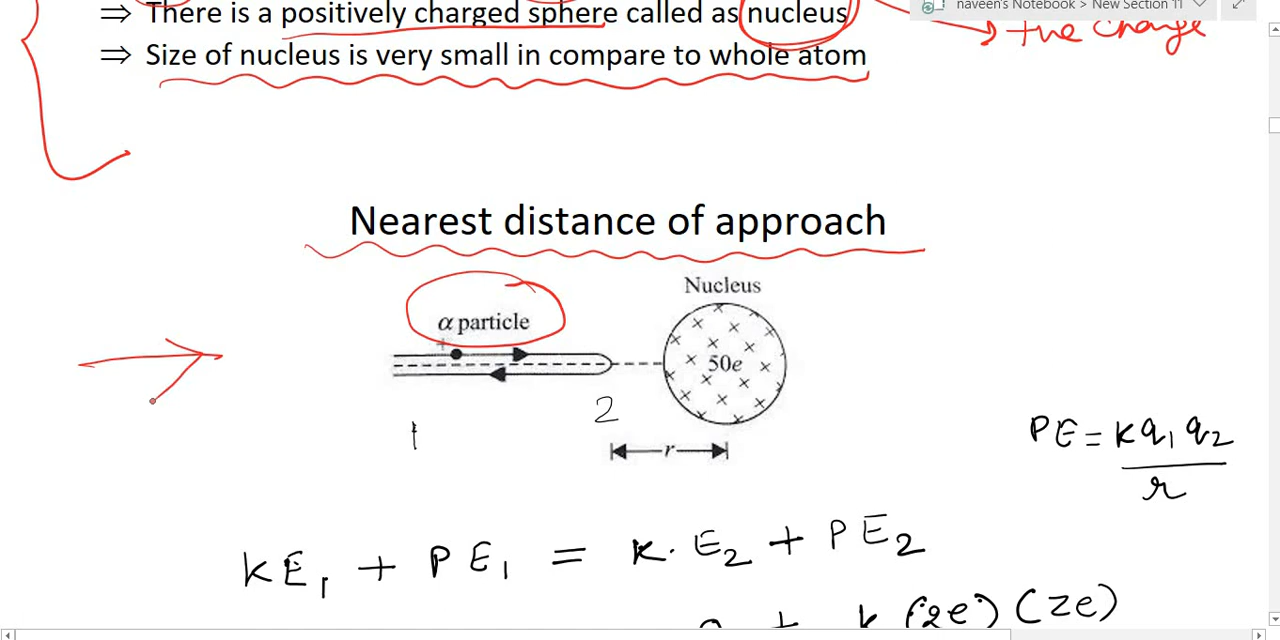 naveen's Notebook > New Section 11
⇒ There is a positively charged sphere called as nucleus
→ +ve charge
⇒ Size of nucleus is very small in compare to whole atom
Nearest distance of approach
Nucleus
α particle
+
50e
1
2
r
PE = kq₁q₂/r
KE₁ + PE₁ = K.E₂ + PE₂
+ k (2e) (ze)